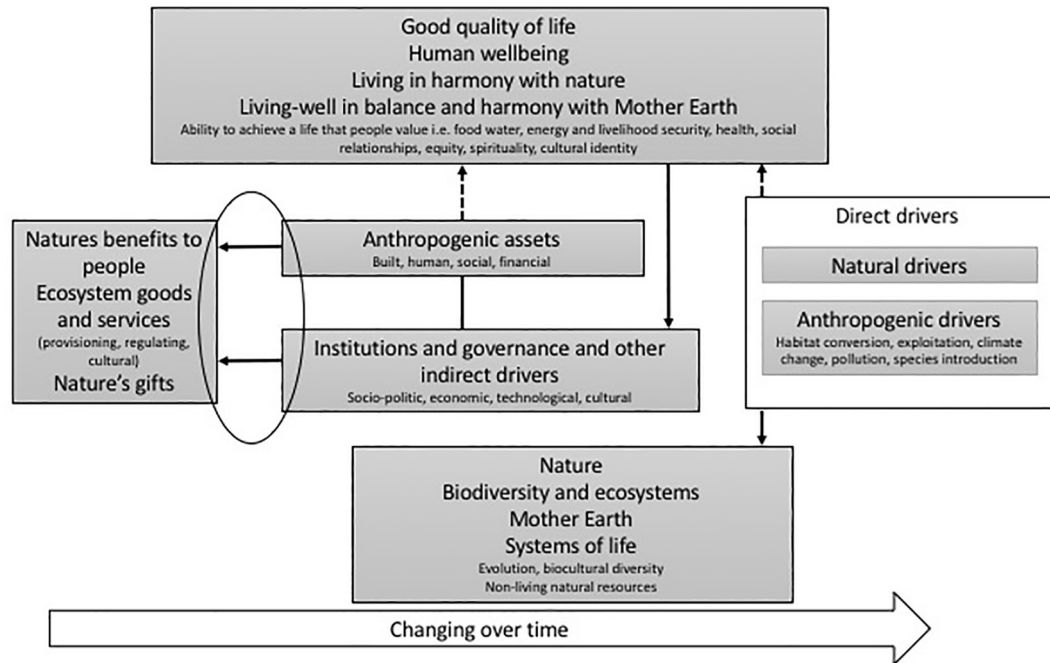 Good quality of life
Human wellbeing
Living in harmony with nature
Living-well in balance and harmony with Mother Earth
Ability to achieve a life that people value i.e. food water, energy and livelihood security, health, social
relationships, equity, spirituality, cultural identity
Natures benefits to
people
Ecosystem goods
and services
(provisioning, regulating,
cultural)
Nature's gifts
Anthropogenic assets
Built, human, social, financial
Institutions and governance and other
indirect drivers
Socio-politic, economic, technological, cultural
Direct drivers
Natural drivers
Anthropogenic drivers
Habitat conversion, exploitation, climate
change, pollution, species introduction
Nature
Biodiversity and ecosystems
Mother Earth
Systems of life
Evolution, biocultural diversity
Non-living natural resources
Changing over time